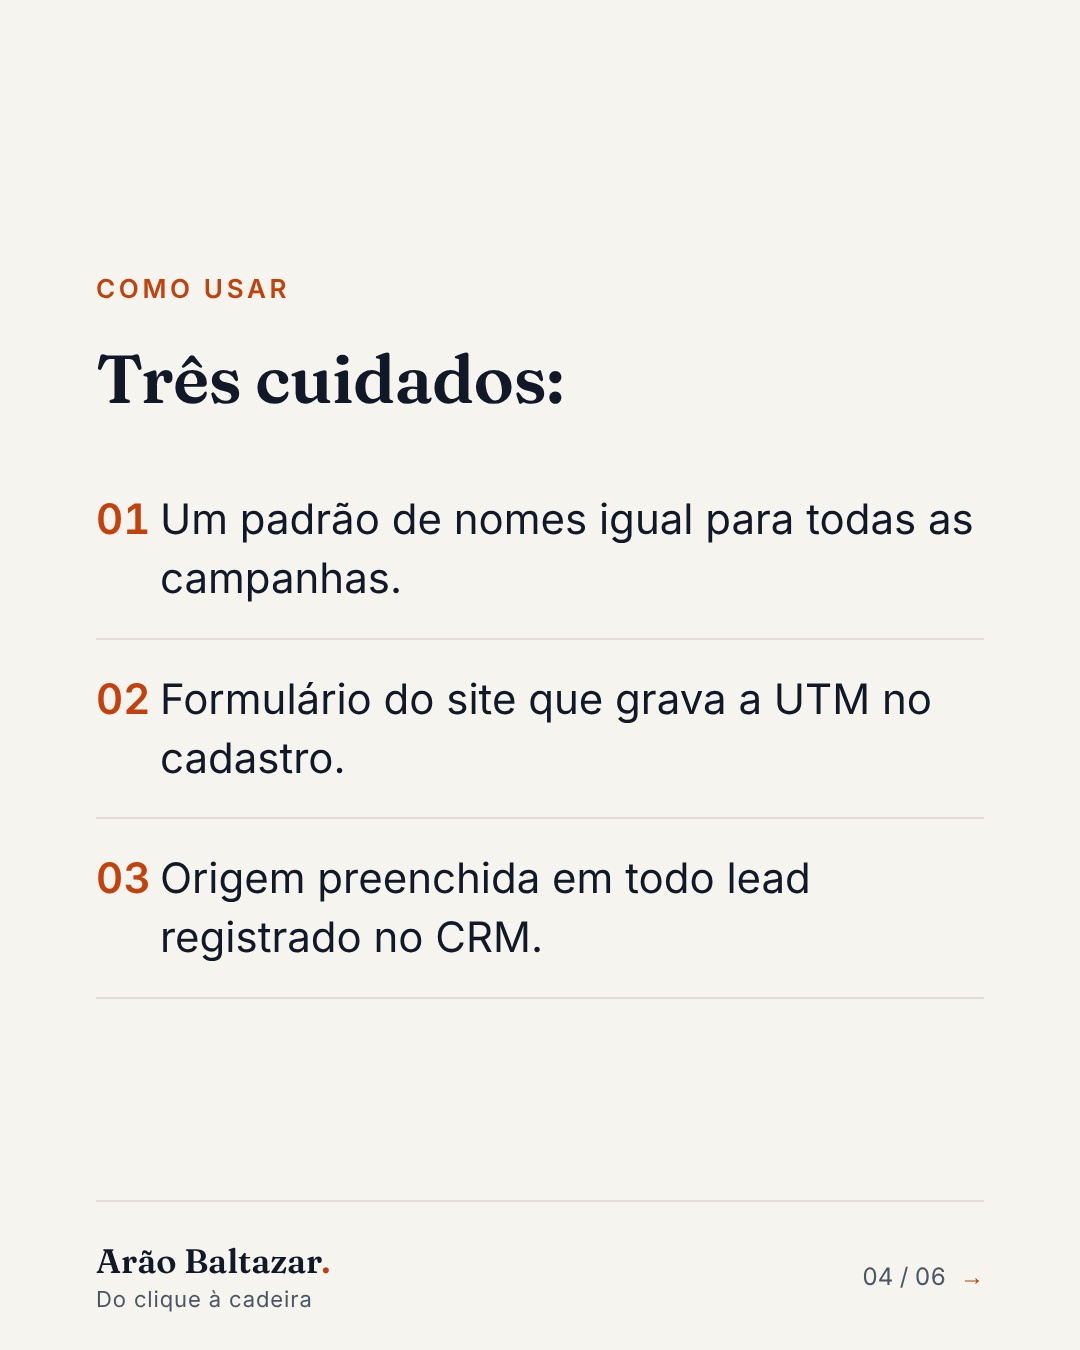 COMO USAR
Três cuidados:
01 Um padrão de nomes igual para todas as
campanhas.
02 Formulário do site que grava a UTM no
cadastro.
03 Origem preenchida em todo lead
registrado no CRM.
Arão Baltazar.
Do clique à cadeira
04 / 06 →